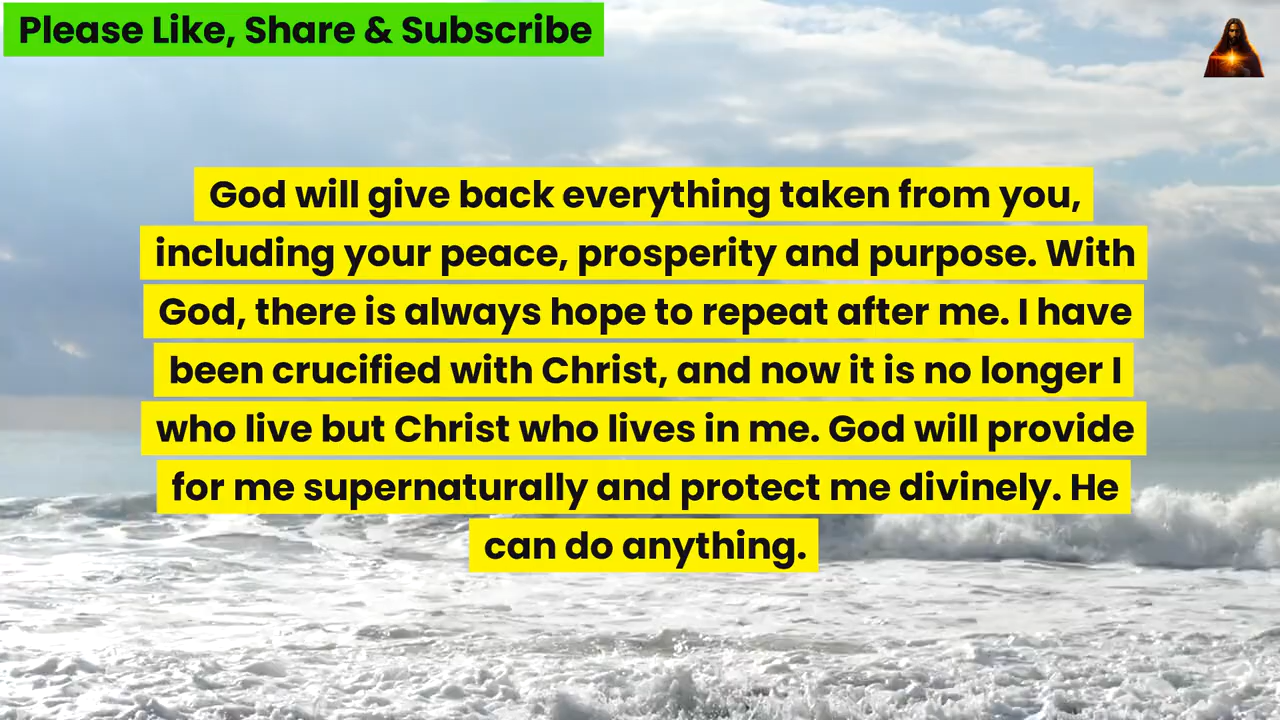 Please Like, Share & Subscribe
God will give back everything taken from you,
including your peace, prosperity and purpose. With
God, there is always hope to repeat after me. I have
been crucified with Christ, and now it is no longer I
who live but Christ who lives in me. God will provide
for me supernaturally and protect me divinely. He
can do anything.